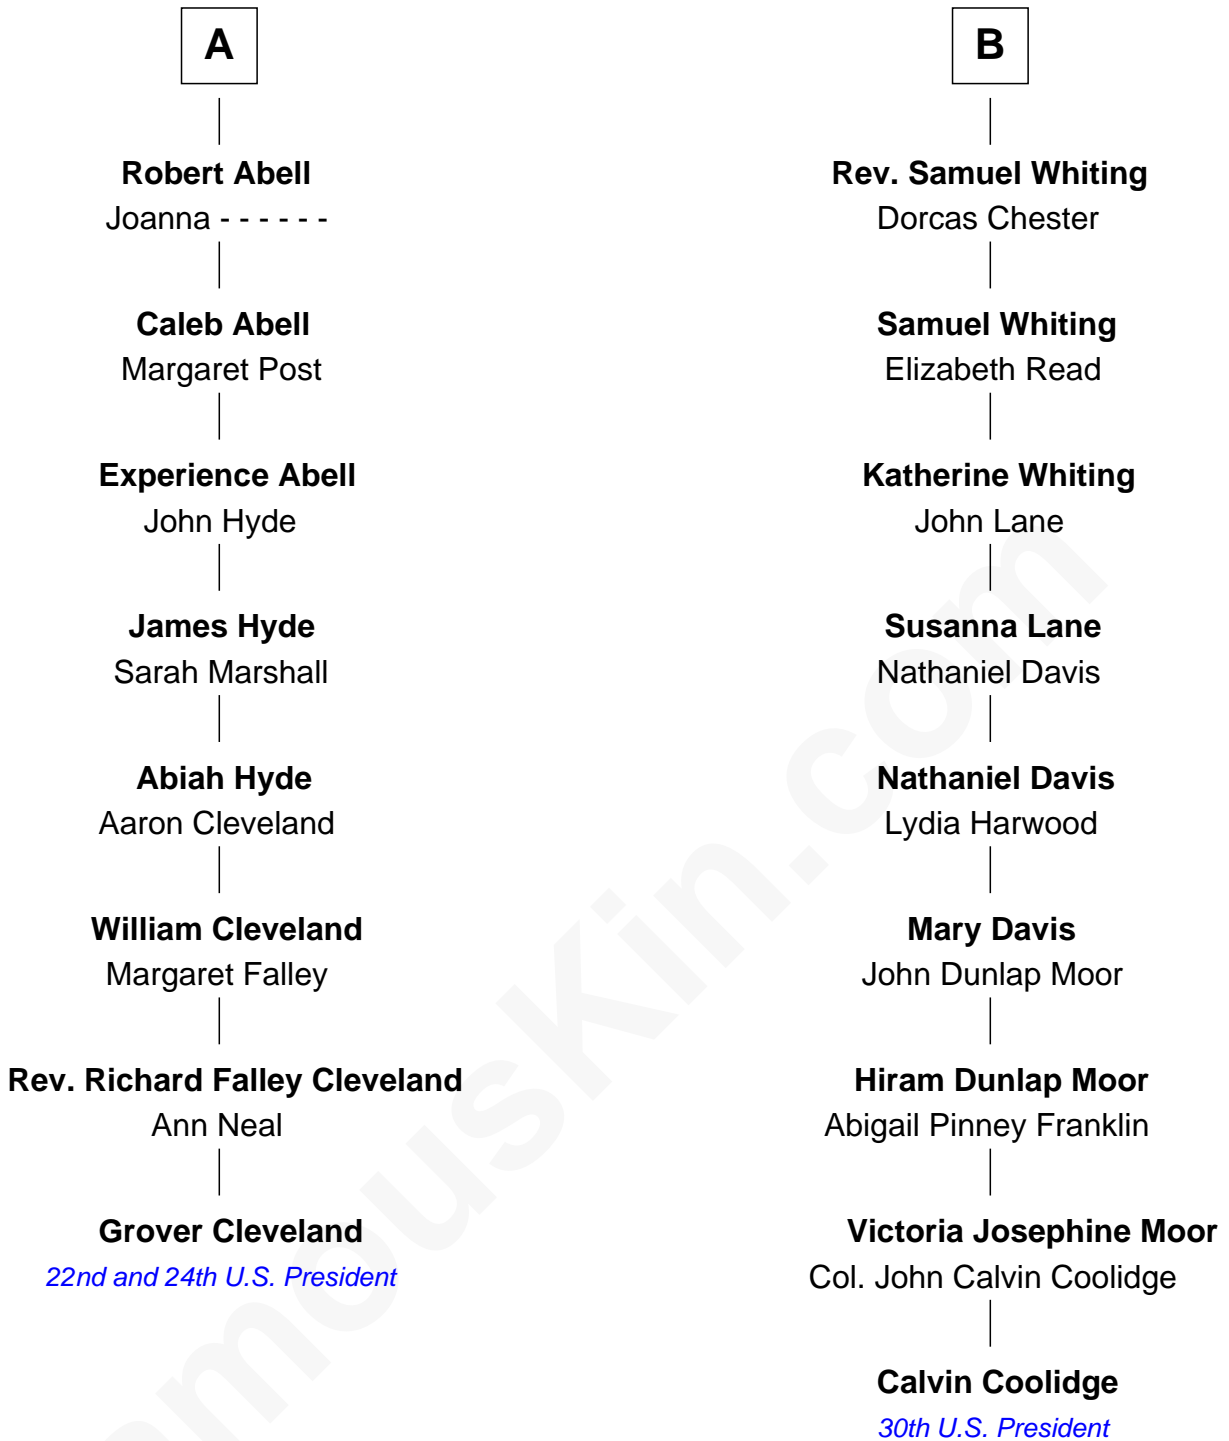 A
Robert Abell
Joanna - - - - - -
Caleb Abell
Margaret Post
Experience Abell
John Hyde
James Hyde
Sarah Marshall
Abiah Hyde
Aaron Cleveland
William Cleveland
Margaret Falley
Rev. Richard Falley Cleveland
Ann Neal
Grover Cleveland
22nd and 24th U.S. President
B
Rev. Samuel Whiting
Dorcas Chester
Samuel Whiting
Elizabeth Read
Katherine Whiting
John Lane
Susanna Lane
Nathaniel Davis
Nathaniel Davis
Lydia Harwood
Mary Davis
John Dunlap Moor
Hiram Dunlap Moor
Abigail Pinney Franklin
Victoria Josephine Moor
Col. John Calvin Coolidge
Calvin Coolidge
30th U.S. President
amousKin.com